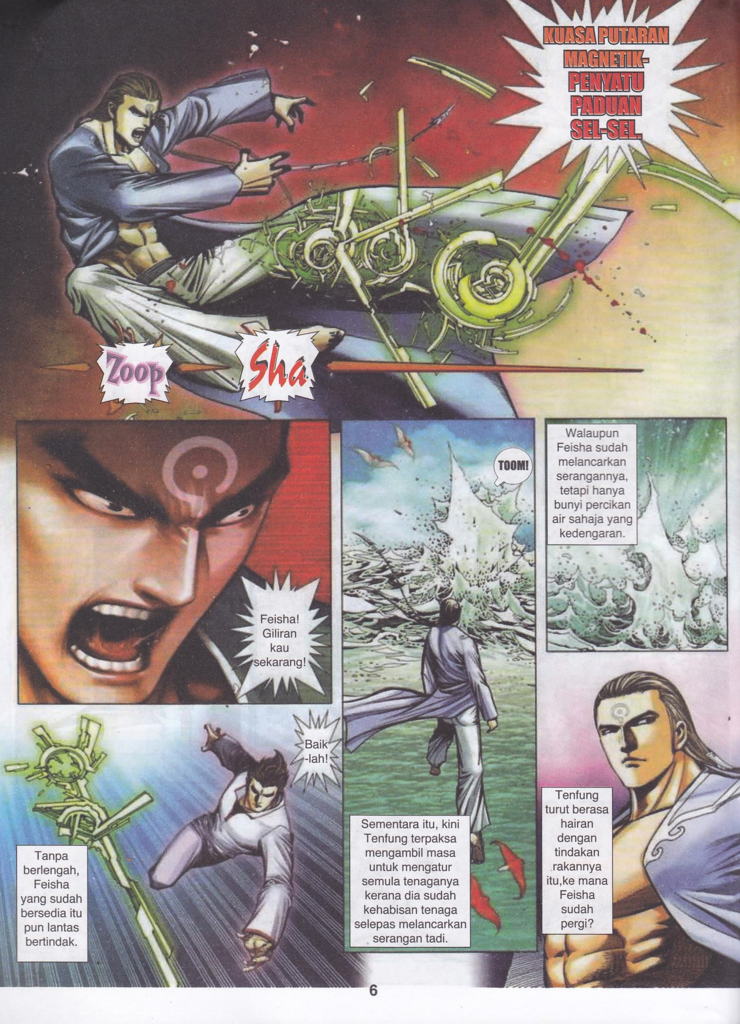 KUASA PUTARAN
MAGNETIK-
PENYATU
PADUAN
SEL-SEL.
Zoop
Sha
Feisha!
Giliran
kau
sekarang!
Baik
-lah!
Tanpa
berlengah,
Feisha
yang sudah
bersedia itu
pun lantas
bertindak.
TOOM!
Sementara itu, kini
Tenfung terpaksa
mengambil masa
untuk mengatur
semula tenaganya
kerana dia sudah
kehabisan tenaga
selepas melancarkan
serangan tadi.
Walaupun
Feisha sudah
melancarkan
serangannya,
tetapi hanya
bunyi percikan
air sahaja yang
kedengaran.
Tenfung
turut berasa
hairan
dengan
tindakan
rakannya
itu,ke mana
Feisha
sudah
pergi?
6